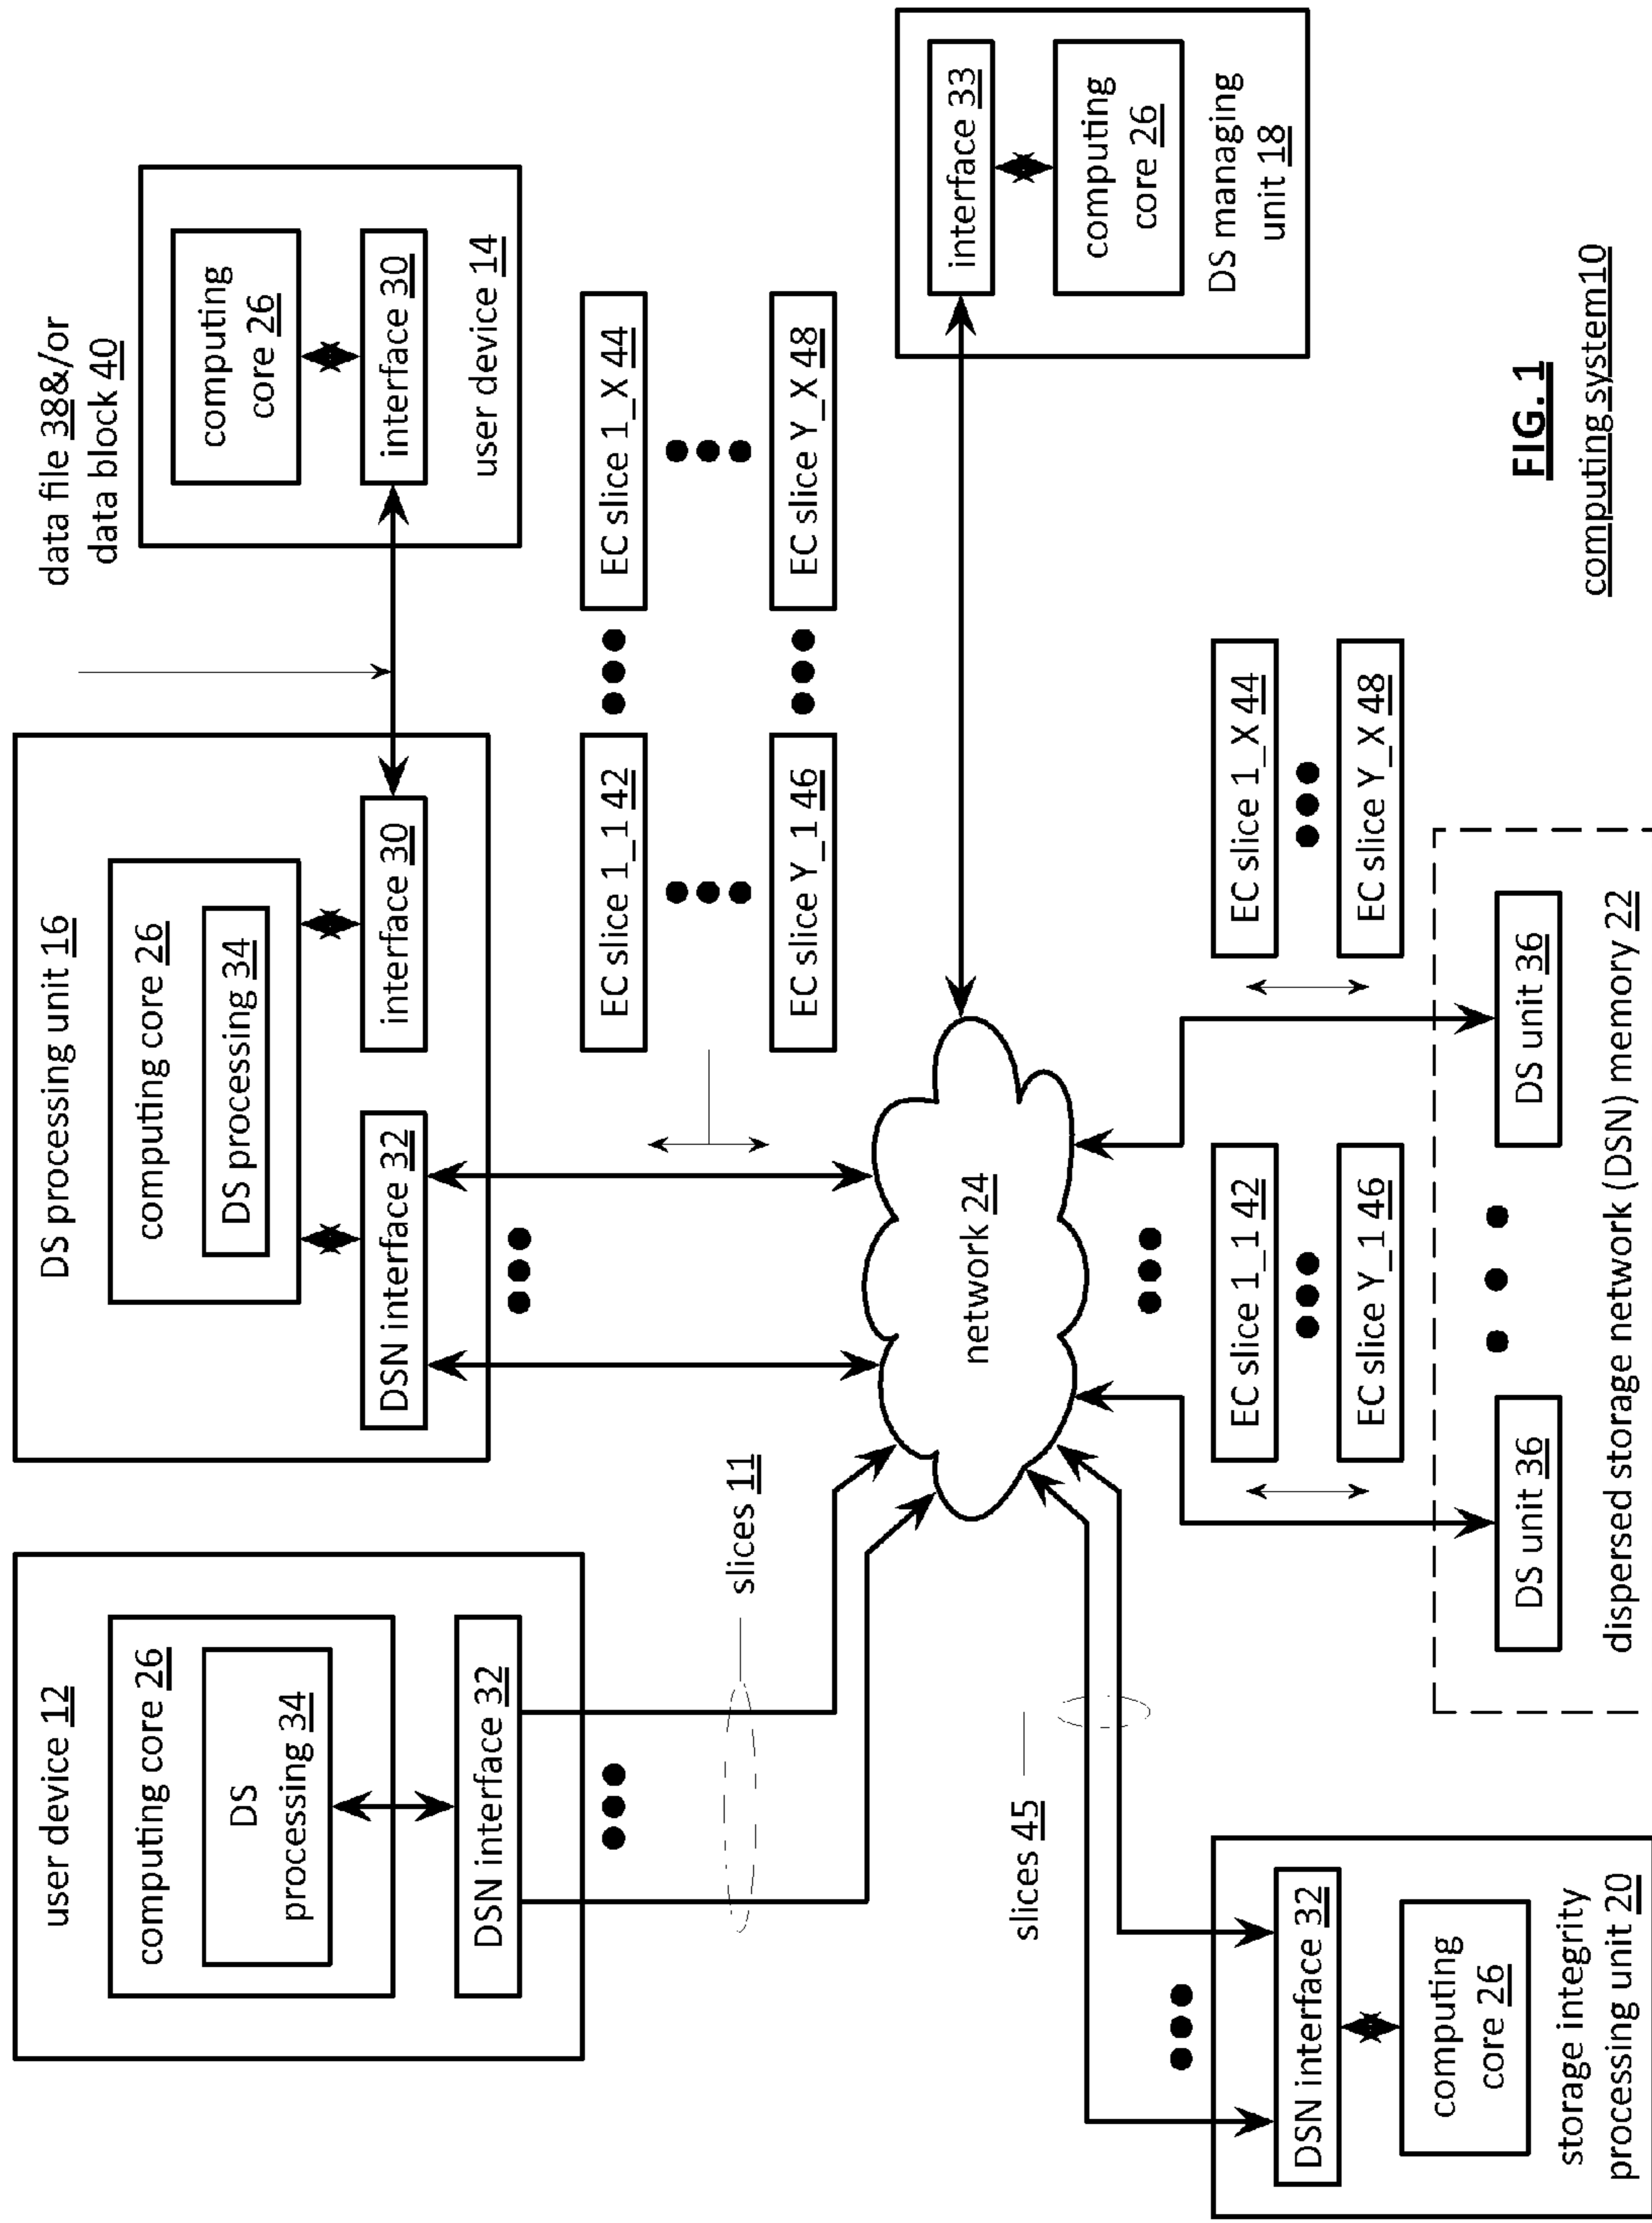 user device 12
computing core 26
DS
processing 34
DSN interface 32
slices 11
DS processing unit 16
computing core 26
DS processing 34
DSN interface 32
interface 30
data file 38&/or
data block 40
computing
core 26
interface 30
user device 14
EC slice 1_1 42
EC slice 1_X 44
EC slice Y_1 46
EC slice Y_X 48
network 24
interface 33
computing
core 26
DS managing
unit 18
slices 45
DSN interface 32
computing
core 26
storage integrity
processing unit 20
EC slice 1_1 42
EC slice Y_1 46
EC slice 1_X 44
EC slice Y_X 48
DS unit 36
DS unit 36
dispersed storage network (DSN) memory 22
FIG. 1
computing system10